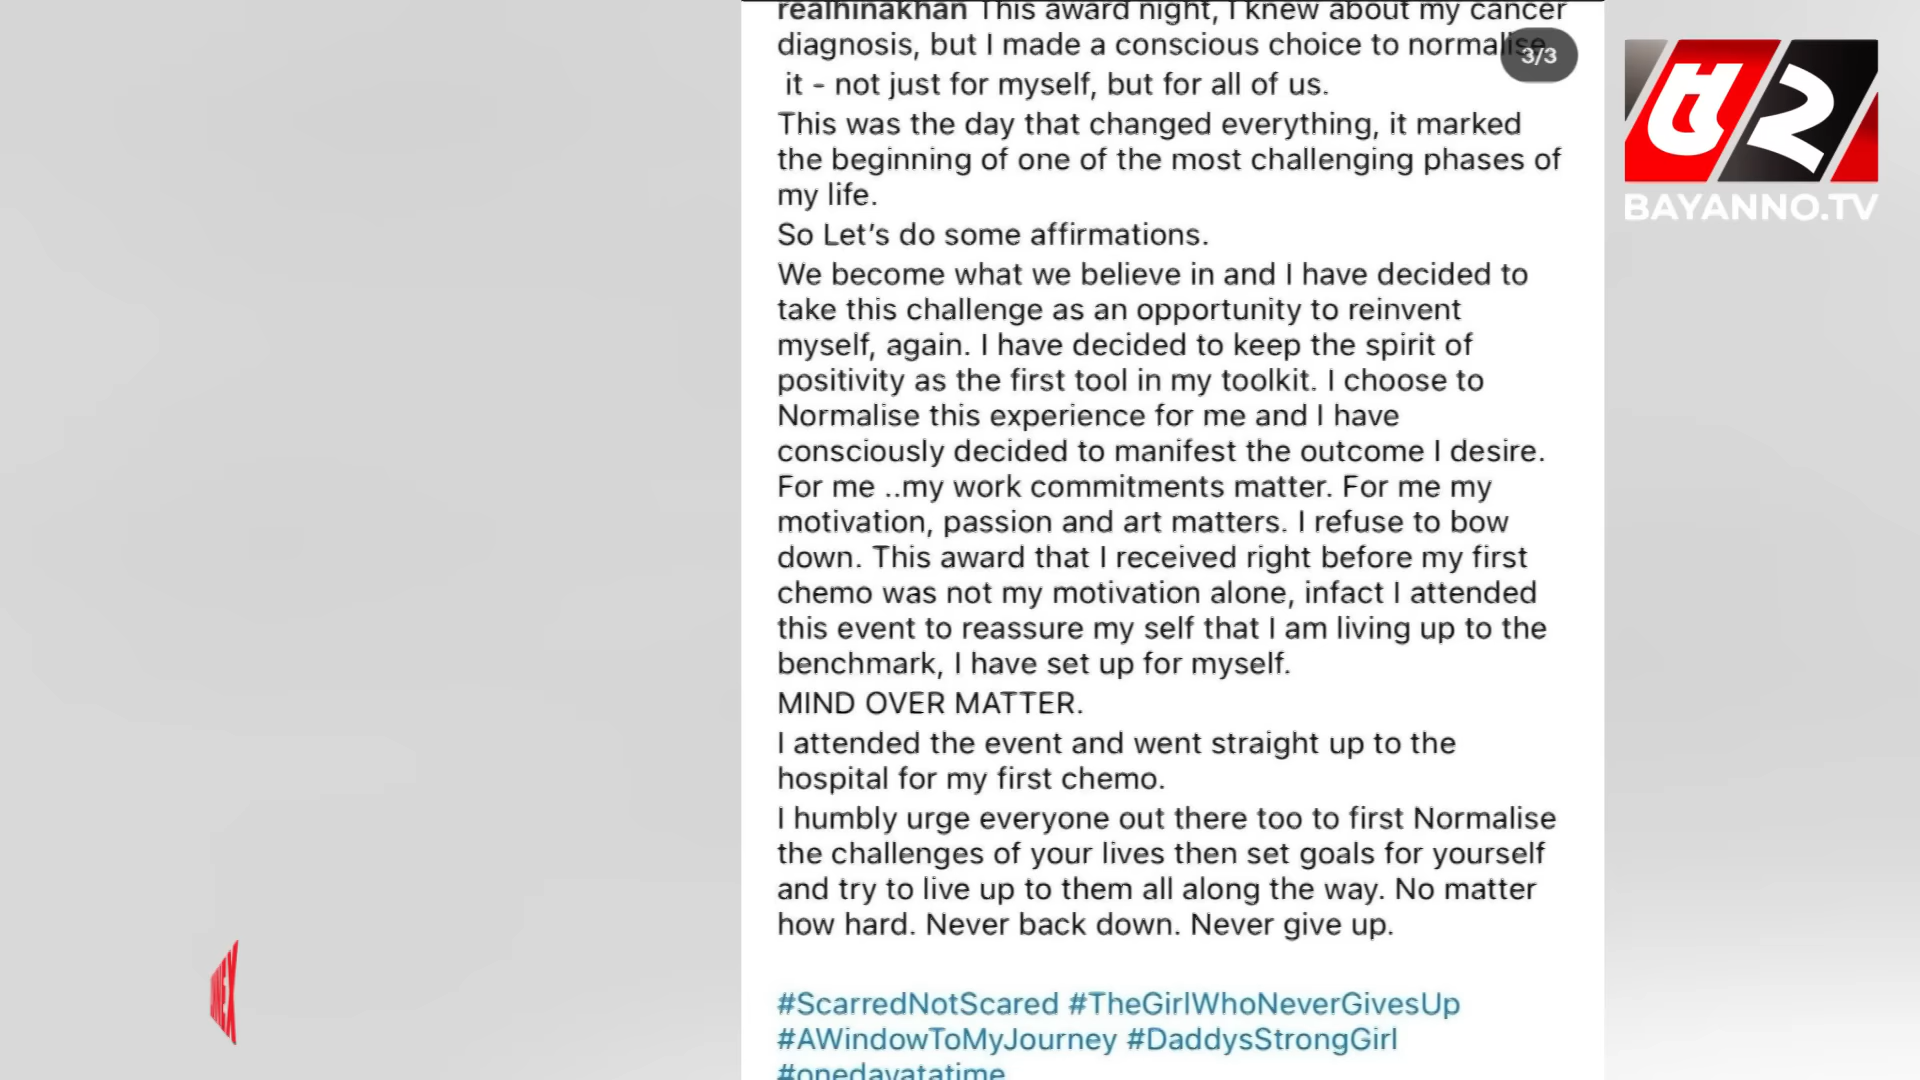 realhinakhan This award night, I knew about my cancer
diagnosis, but I made a conscious choice to normalise
3/3
it - not just for myself, but for all of us.
This was the day that changed everything, it marked
the beginning of one of the most challenging phases of
my life.
So Let's do some affirmations.
We become what we believe in and I have decided to
take this challenge as an opportunity to reinvent
myself, again. I have decided to keep the spirit of
positivity as the first tool in my toolkit. I choose to
Normalise this experience for me and I have
consciously decided to manifest the outcome I desire.
For me ..my work commitments matter. For me my
motivation, passion and art matters. I refuse to bow
down. This award that I received right before my first
chemo was not my motivation alone, infact I attended
this event to reassure my self that I am living up to the
benchmark, I have set up for myself.
MIND OVER MATTER.
I attended the event and went straight up to the
hospital for my first chemo.
I humbly urge everyone out there too to first Normalise
the challenges of your lives then set goals for yourself
and try to live up to them all along the way. No matter
how hard. Never back down. Never give up.
#ScarredNotScared #TheGirlWhoNeverGivesUp
#AWindowToMyJourney #DaddysStrongGirl
#onedayatatime
৫২
BAYANNO.TV